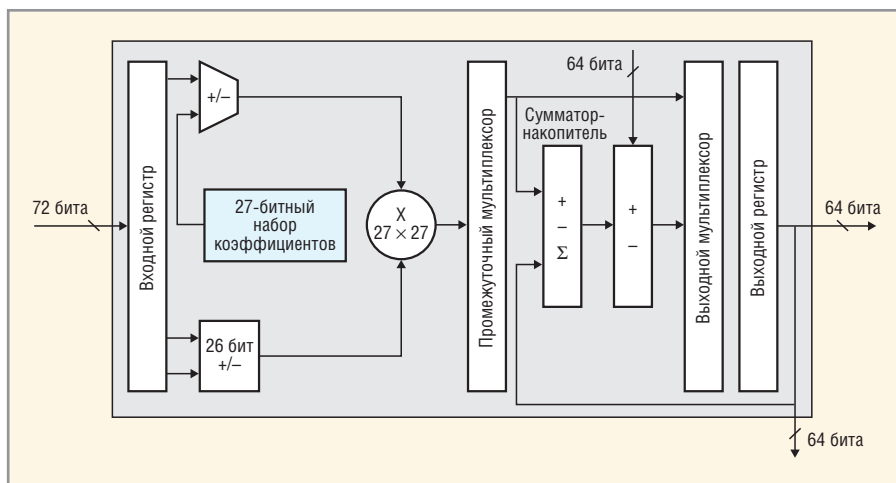 72 бита
Входной регистр
+/–
27-битный
набор
коэффициентов
26 бит
+/–
X
27 × 27
Промежуточный мультиплексор
64 бита
Сумматор-
накопитель
+
–
Σ
+
–
Выходной мультиплексор
Выходной регистр
64 бита
64 бита